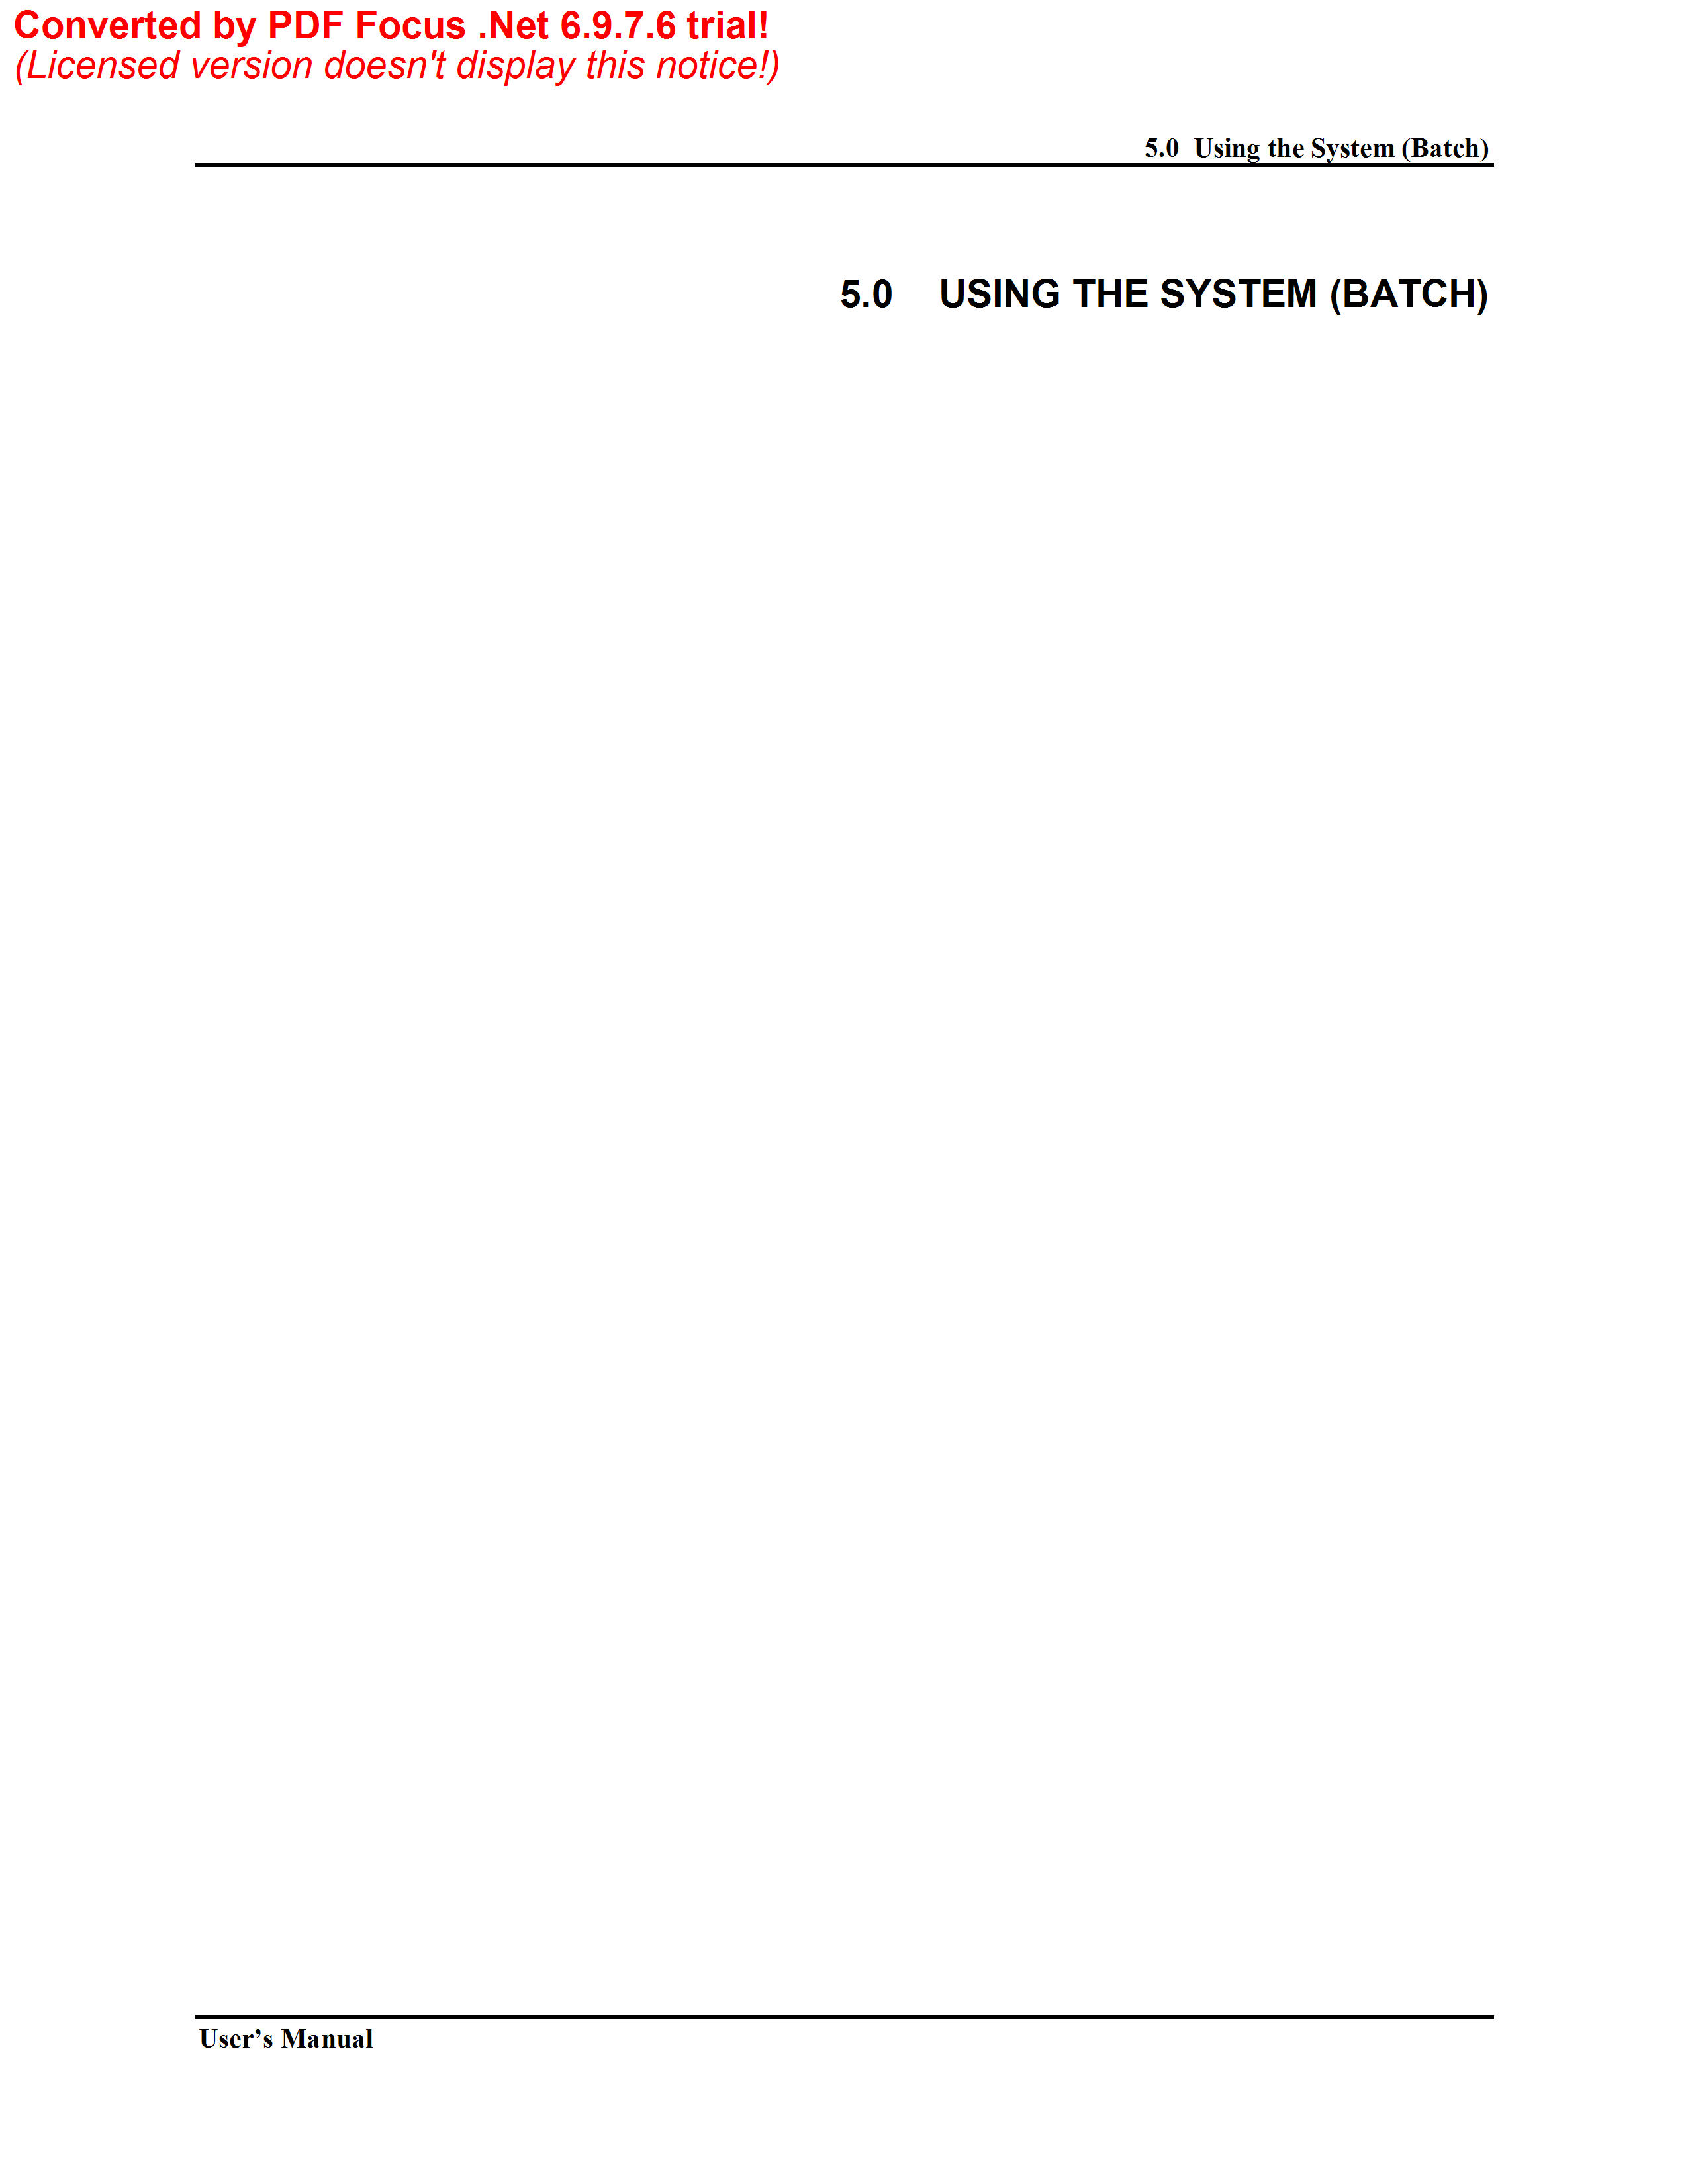 Converted by PDF Focus .Net 6.9.7.6 trial!
(Licensed version doesn't display this notice!)
5.0 Using the System (Batch)
5.0 USING THE SYSTEM (BATCH)
User’s Manual